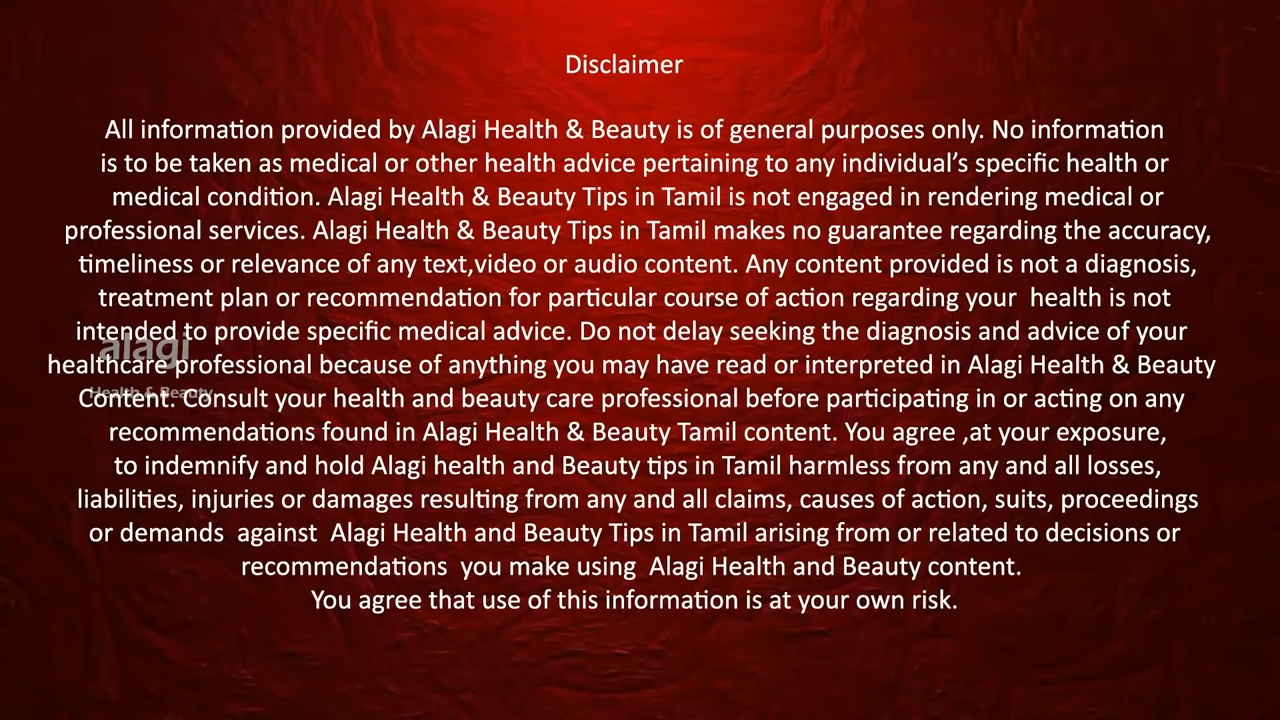 Disclaimer
All information provided by Alagi Health & Beauty is of general purposes only. No information
is to be taken as medical or other health advice pertaining to any individual’s specific health or
medical condition. Alagi Health & Beauty Tips in Tamil is not engaged in rendering medical or
professional services. Alagi Health & Beauty Tips in Tamil makes no guarantee regarding the accuracy,
timeliness or relevance of any text,video or audio content. Any content provided is not a diagnosis,
treatment plan or recommendation for particular course of action regarding your  health is not
intended to provide specific medical advice. Do not delay seeking the diagnosis and advice of your
alagi
healthcare professional because of anything you may have read or interpreted in Alagi Health & Beauty
Health & Beauty
Content. Consult your health and beauty care professional before participating in or acting on any
recommendations found in Alagi Health & Beauty Tamil content. You agree ,at your exposure,
to indemnify and hold Alagi health and Beauty tips in Tamil harmless from any and all losses,
liabilities, injuries or damages resulting from any and all claims, causes of action, suits, proceedings
or demands  against  Alagi Health and Beauty Tips in Tamil arising from or related to decisions or
recommendations  you make using  Alagi Health and Beauty content.
You agree that use of this information is at your own risk.